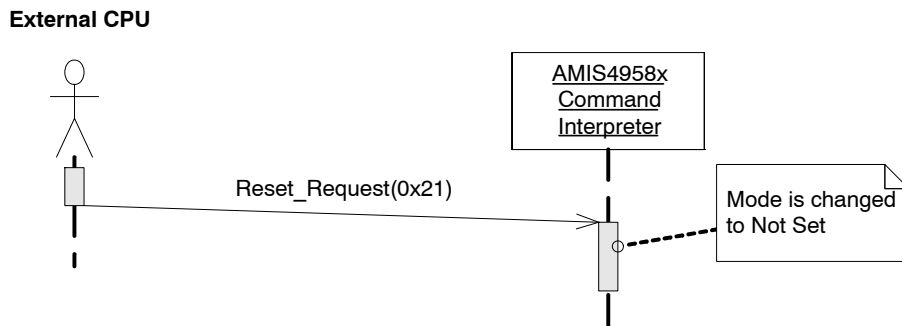 External CPU
AMIS4958x
Command
Interpreter
Reset_Request(0x21)
Mode is changed
to Not Set